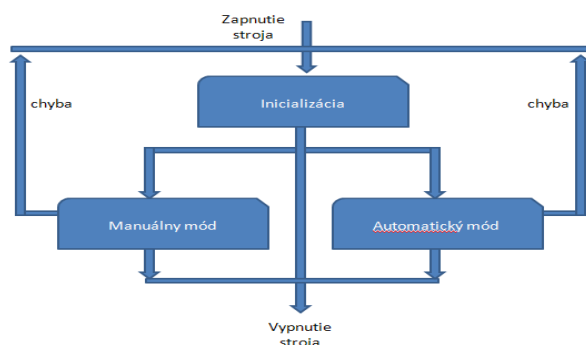 Zapnutie
stroja
chyba
chyba
Inicializácia
Manuálny mód
Automatický mód
Vypnutie
stroja